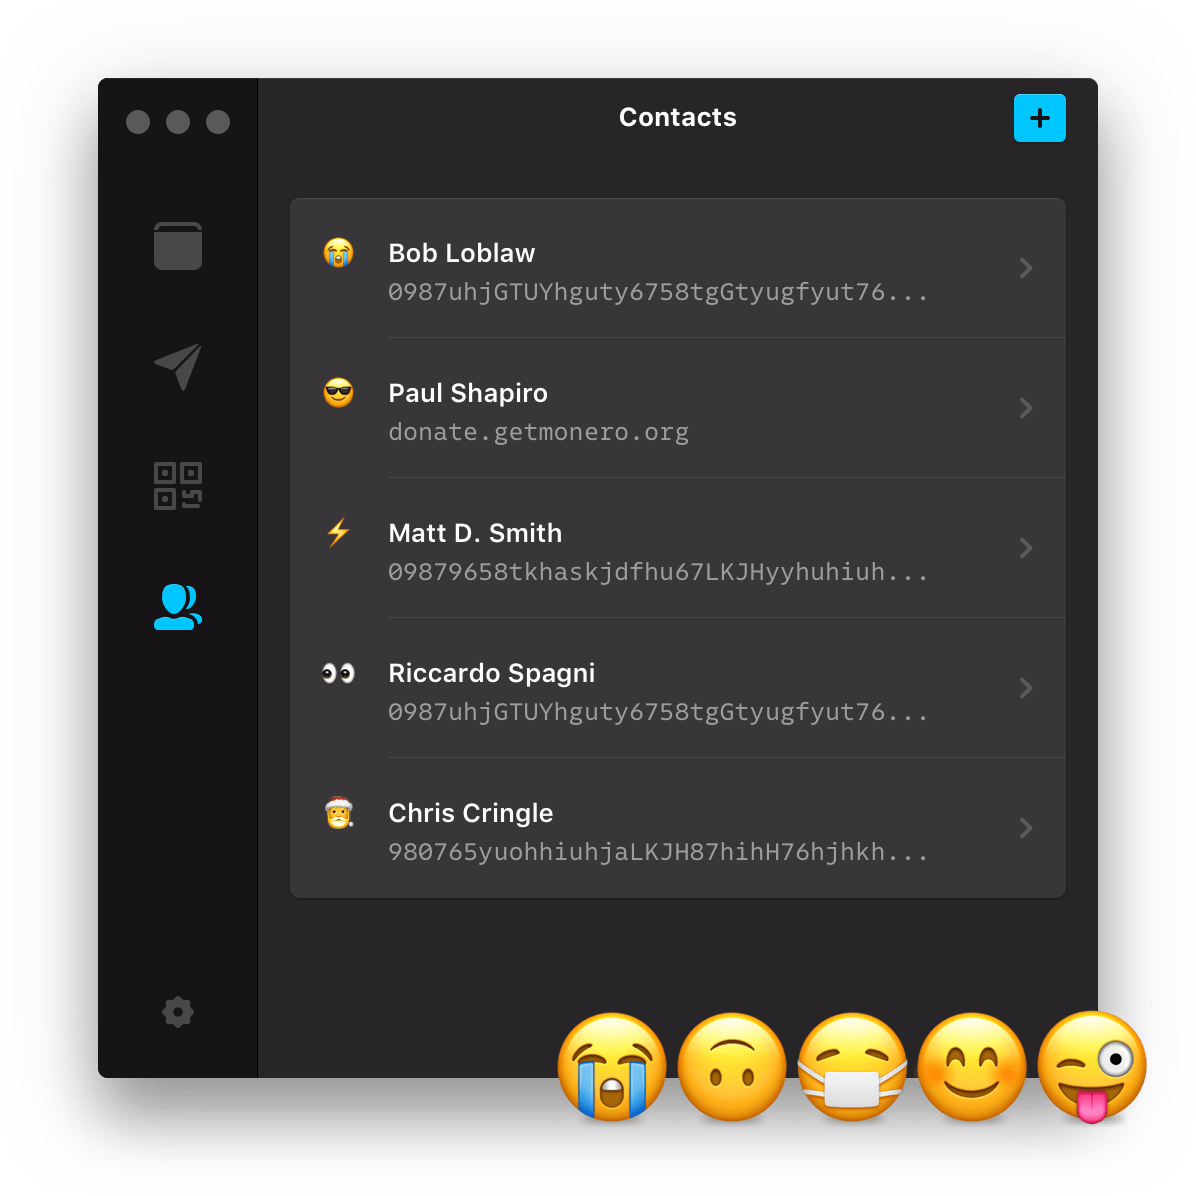 Contacts
Bob Loblaw
0987uhjGTUYhguty6758tgGtyugfyut76...
Paul Shapiro
donate.getmonero.org
Matt D. Smith
09879658tkhaskjdfhu67LKJHyyhuhiuh...
Riccardo Spagni
0987uhjGTUYhguty6758tgGtyugfyut76...
Chris Cringle
980765yuohhiuhjaLKJH87hihH76hjhkh...